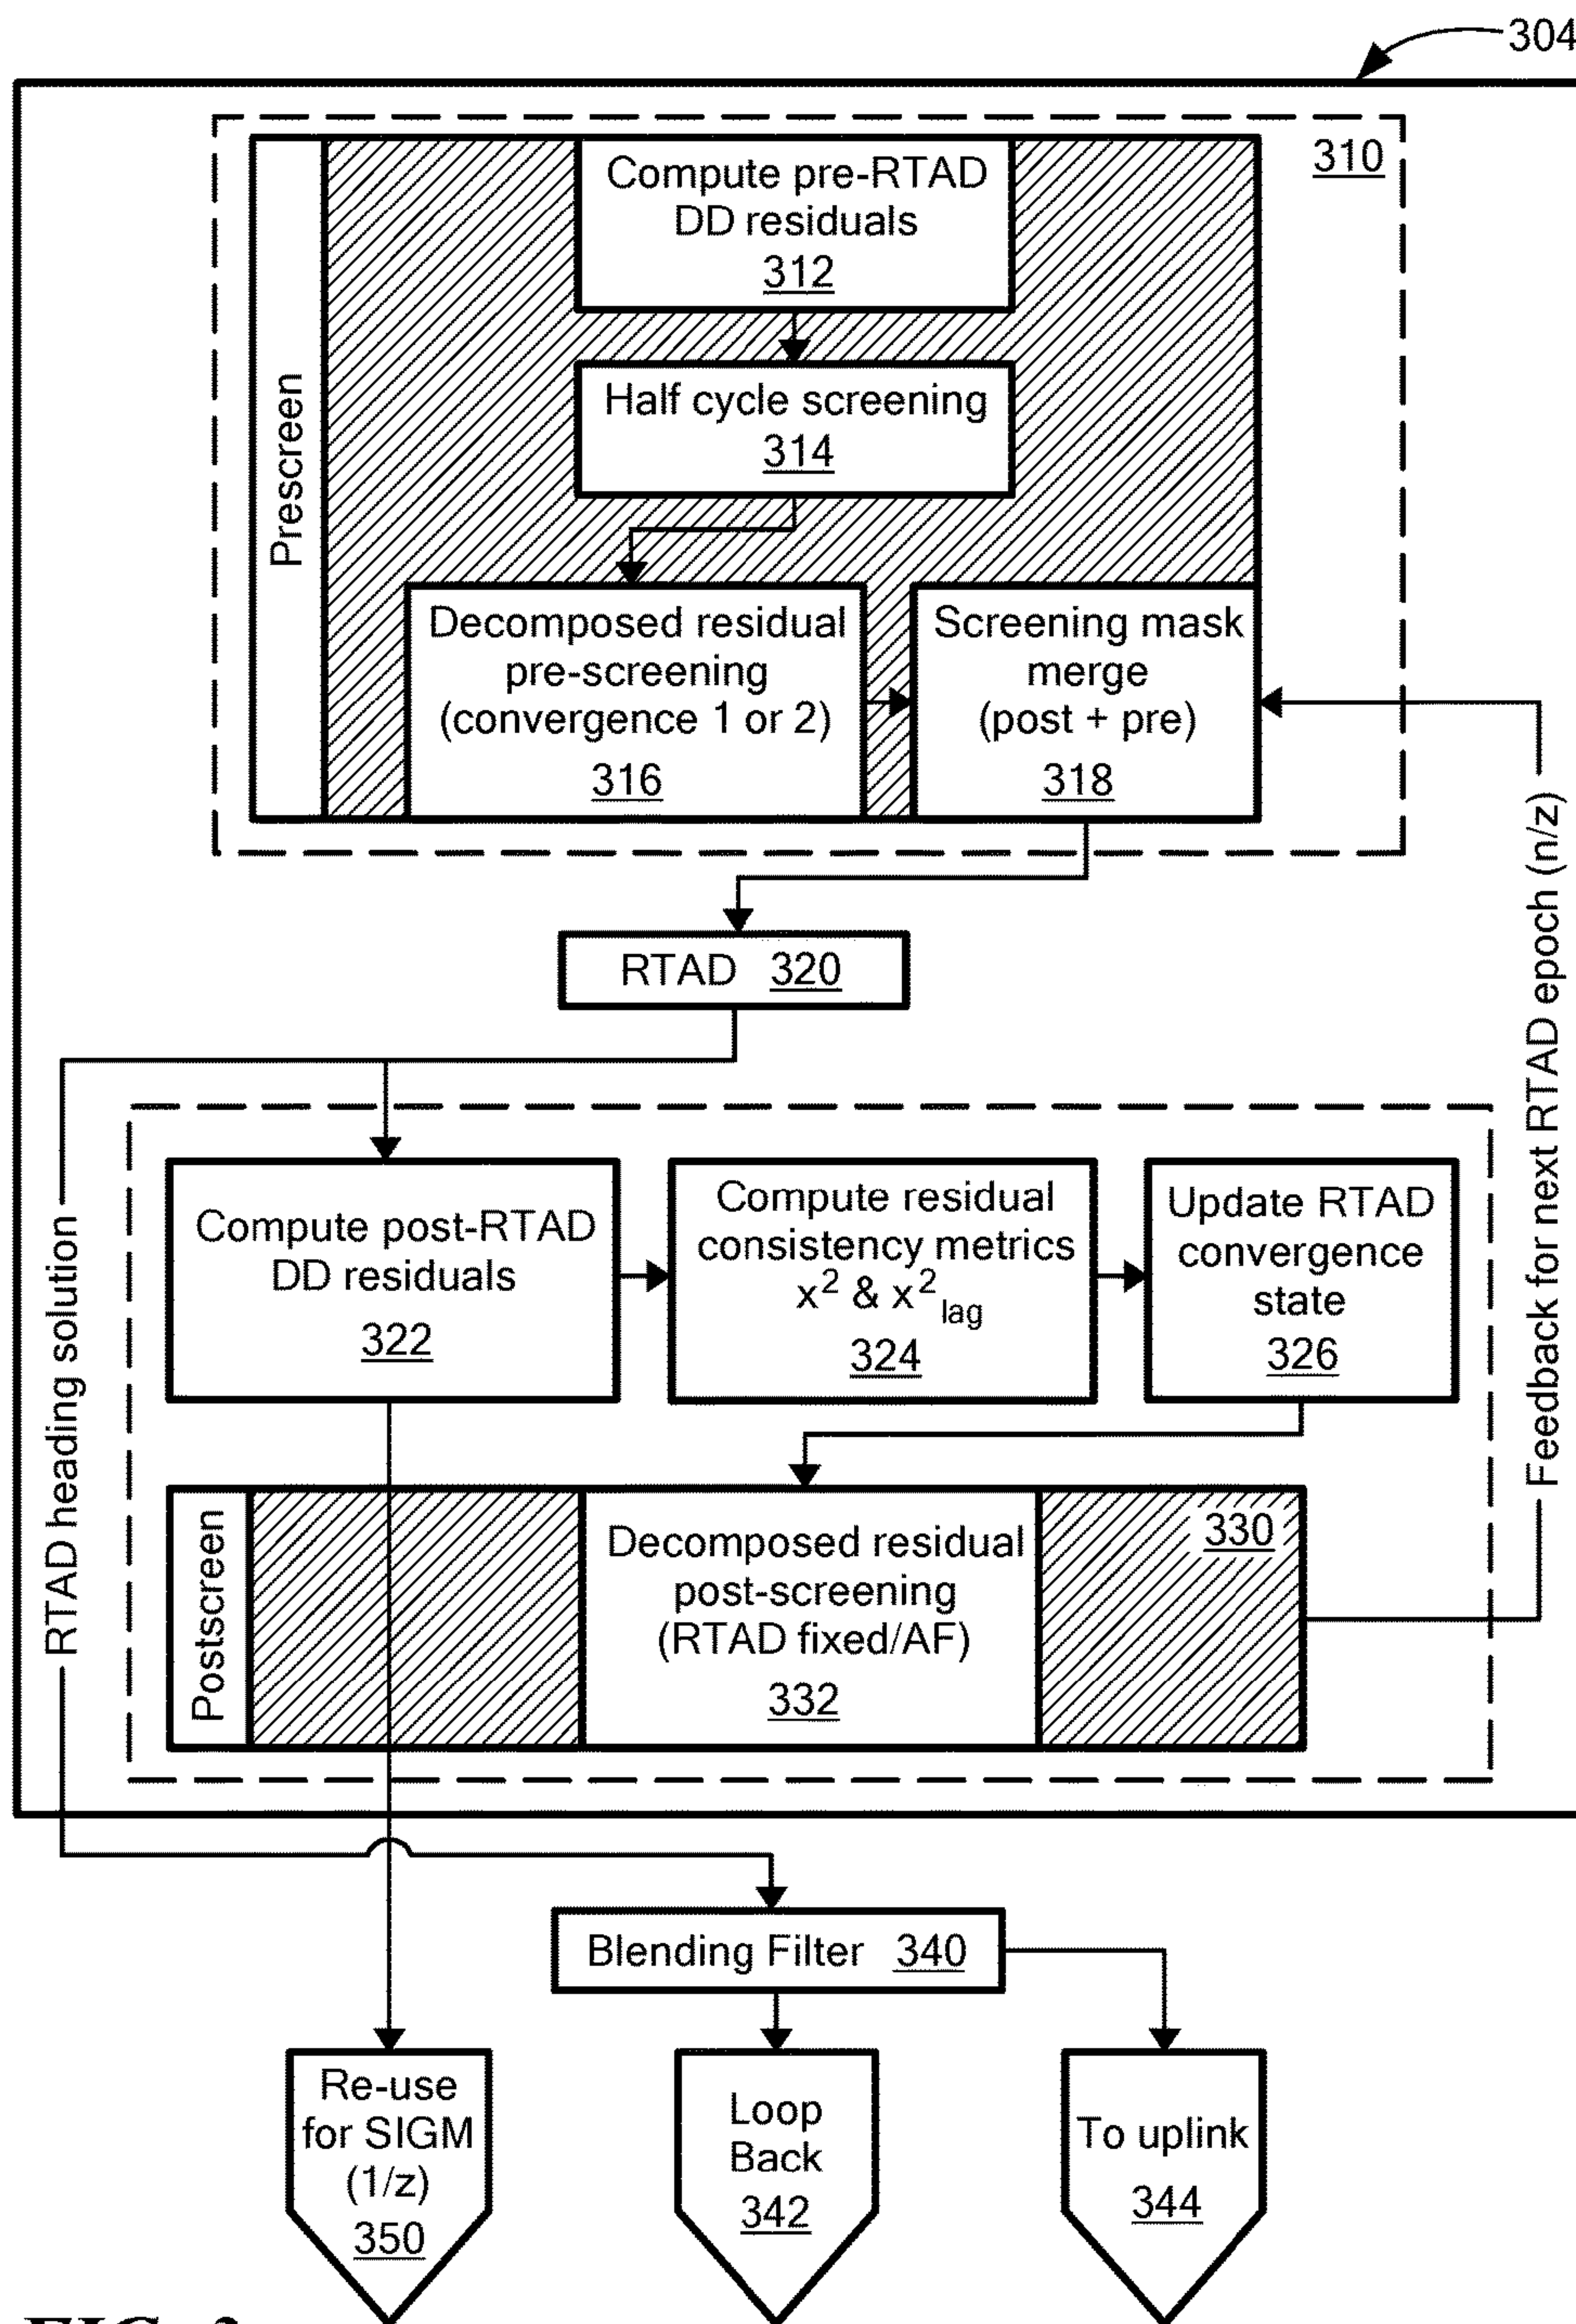 304
310
Prescreen
Compute pre-RTAD
DD residuals
312
Half cycle screening
314
Decomposed residual
pre-screening
(convergence 1 or 2)
316
Screening mask
merge
(post + pre)
318
RTAD 320
RTAD heading solution
Feedback for next RTAD epoch (n/z)
Compute post-RTAD
DD residuals
322
Compute residual
consistency metrics
x² & x²lag
324
Update RTAD
convergence
state
326
Postscreen
330
Decomposed residual
post-screening
(RTAD fixed/AF)
332
Blending Filter 340
Re-use
for SIGM
(1/z)
350
Loop
Back
342
To uplink
344